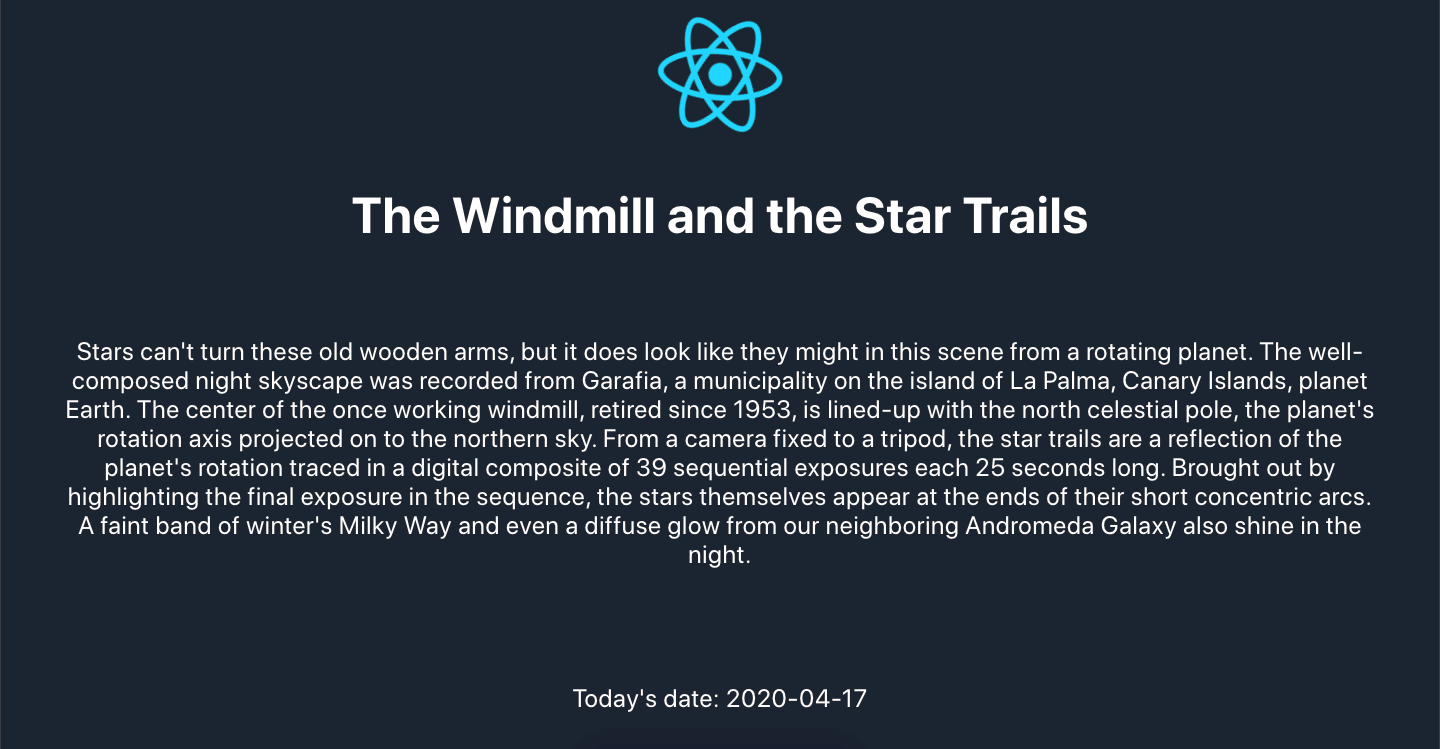 The Windmill and the Star Trails
Stars can't turn these old wooden arms, but it does look like they might in this scene from a rotating planet. The well-
composed night skyscape was recorded from Garafia, a municipality on the island of La Palma, Canary Islands, planet
Earth. The center of the once working windmill, retired since 1953, is lined-up with the north celestial pole, the planet's
rotation axis projected on to the northern sky. From a camera fixed to a tripod, the star trails are a reflection of the
planet's rotation traced in a digital composite of 39 sequential exposures each 25 seconds long. Brought out by
highlighting the final exposure in the sequence, the stars themselves appear at the ends of their short concentric arcs.
A faint band of winter's Milky Way and even a diffuse glow from our neighboring Andromeda Galaxy also shine in the
night.
Today's date: 2020-04-17